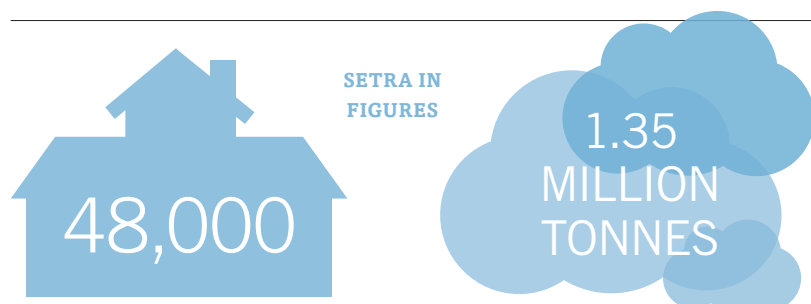 SETRA IN
FIGURES
48,000
1.35
MILLION
TONNES